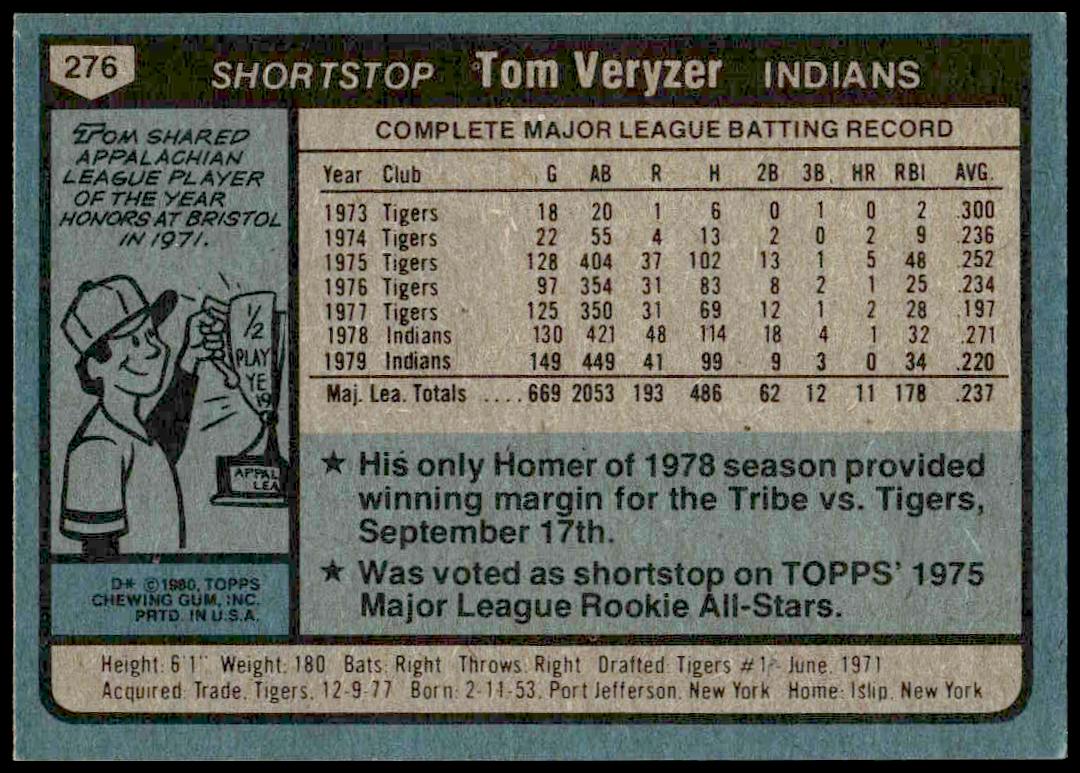 276 SHORTSTOP Tom Veryzer INDIANS
TOM SHARED
APPALACHIAN
LEAGUE PLAYER
OF THE YEAR
HONORS AT BRISTOL
IN 1971.
1/2
PLAY
YE
19
APPAL
LEA
D* © 1980, TOPPS
CHEWING GUM, INC.
PRTD. IN U.S.A.
COMPLETE MAJOR LEAGUE BATTING RECORD
Year Club G AB R H 2B 3B. HR RBI AVG.
1973 Tigers 18 20 1 6 0 1 0 2 .300
1974 Tigers 22 55 4 13 2 0 2 9 .236
1975 Tigers 128 404 37 102 13 1 5 48 .252
1976 Tigers 97 354 31 83 8 2 1 25 .234
1977 Tigers 125 350 31 69 12 1 2 28 .197
1978 Indians 130 421 48 114 18 4 1 32 .271
1979 Indians 149 449 41 99 9 3 0 34 .220
Maj. Lea. Totals ....669 2053 193 486 62 12 11 178 .237
★ His only Homer of 1978 season provided
winning margin for the Tribe vs. Tigers,
September 17th.
★ Was voted as shortstop on TOPPS' 1975
Major League Rookie All-Stars.
Height: 6'1" Weight: 180 Bats: Right Throws: Right Drafted: Tigers #1 - June, 1971
Acquired: Trade, Tigers, 12-9-77 Born: 2-11-53, Port Jefferson, New York Home: Islip, New York